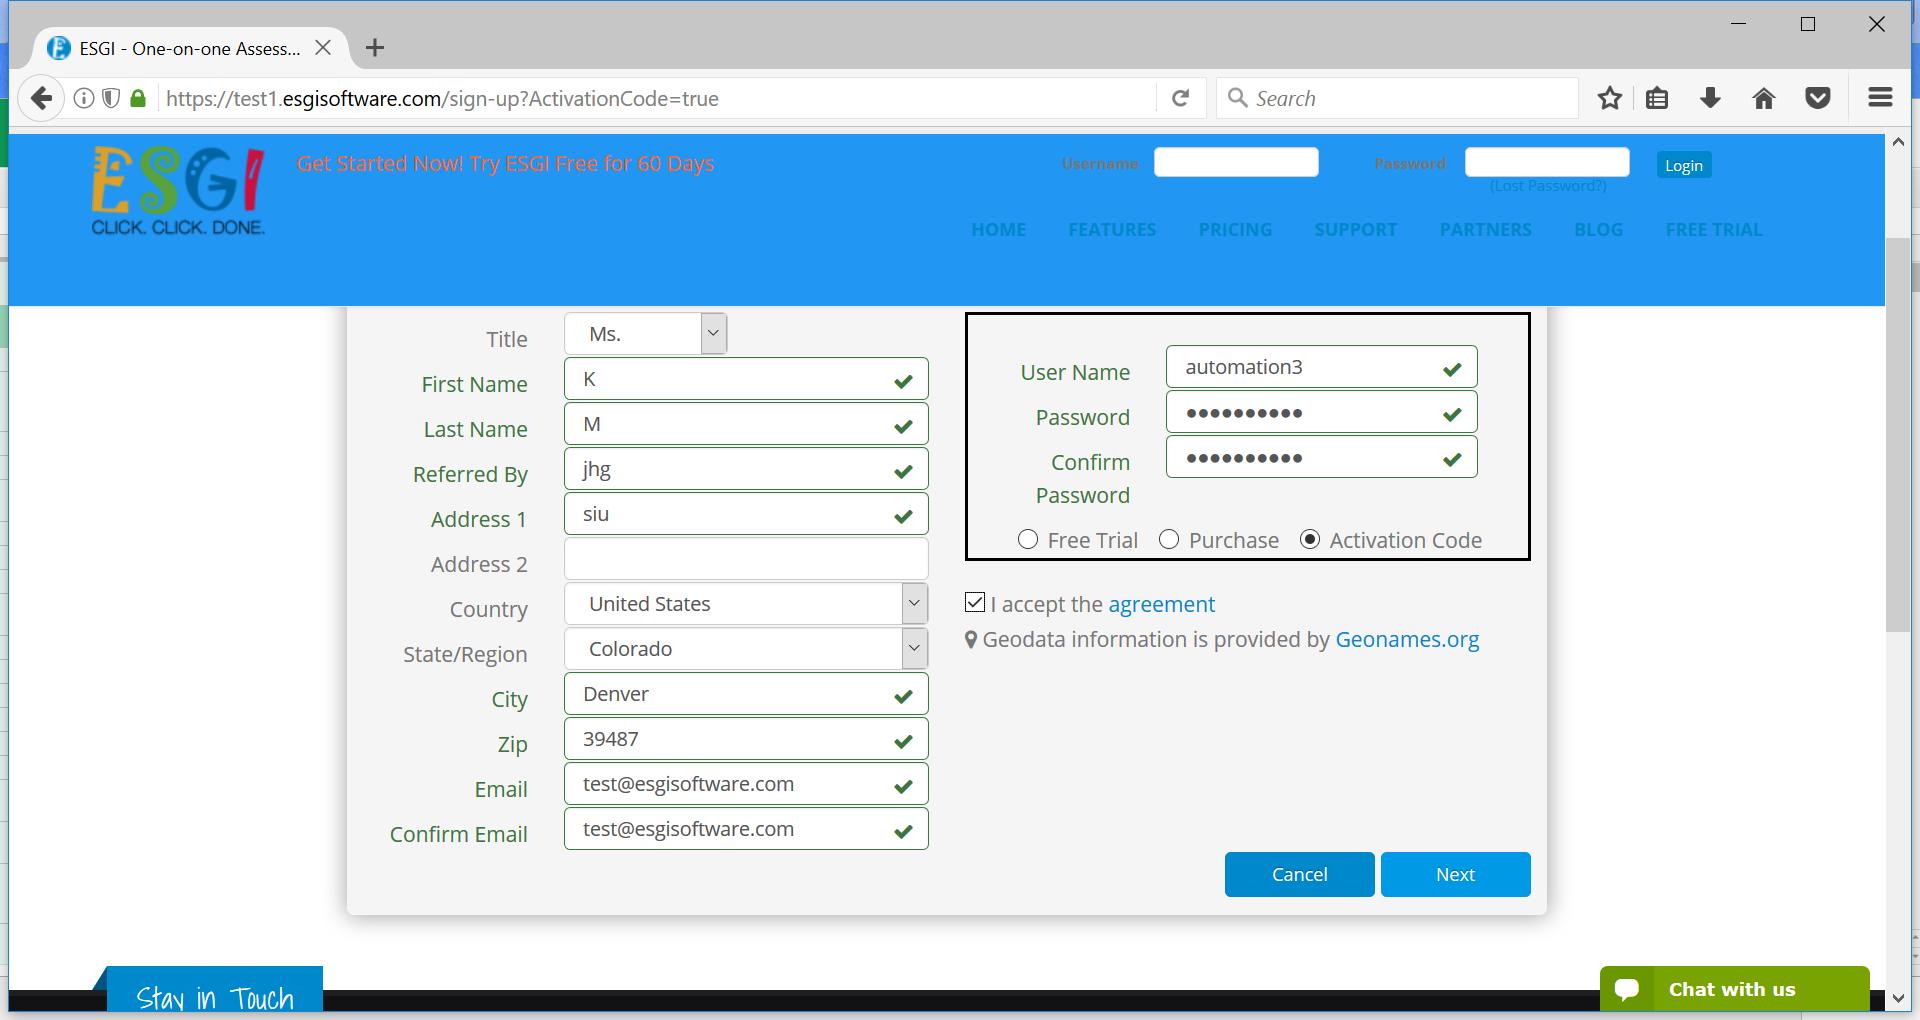 ESGI - One-on-one Assess...
https://test1.esgisoftware.com/sign-up?ActivationCode=true
Search
ESGI
CLICK. CLICK. DONE.
Get Started Now! Try ESGI Free for 60 Days
Username
Password
Login
(Lost Password?)
HOME FEATURES PRICING SUPPORT PARTNERS BLOG FREE TRIAL
Title Ms.
First Name K
Last Name M
Referred By jhg
Address 1 siu
Address 2
Country United States
State/Region Colorado
City Denver
Zip 39487
Email test@esgisoftware.com
Confirm Email test@esgisoftware.com
User Name automation3
Password ●●●●●●●●●●
Confirm ●●●●●●●●●●
Password
Free Trial Purchase Activation Code
I accept the agreement
Geodata information is provided by Geonames.org
Cancel Next
Stay in Touch
Chat with us